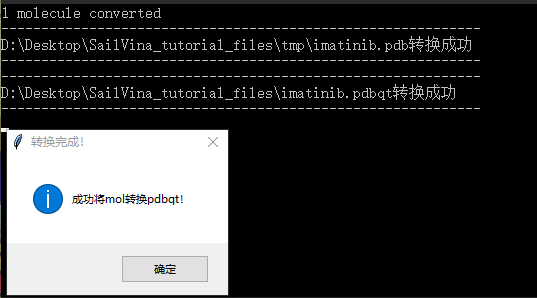 1 molecule converted
--------------------------------------------------
D:\Desktop\SailVina_tutorial_files\tmp\imatinib.pdb转换成功
--------------------------------------------------
--------------------------------------------------
D:\Desktop\SailVina_tutorial_files\imatinib.pdbqt转换成功
--------------------------------------------------
转换完成!
成功将mol转换pdbqt!
确定